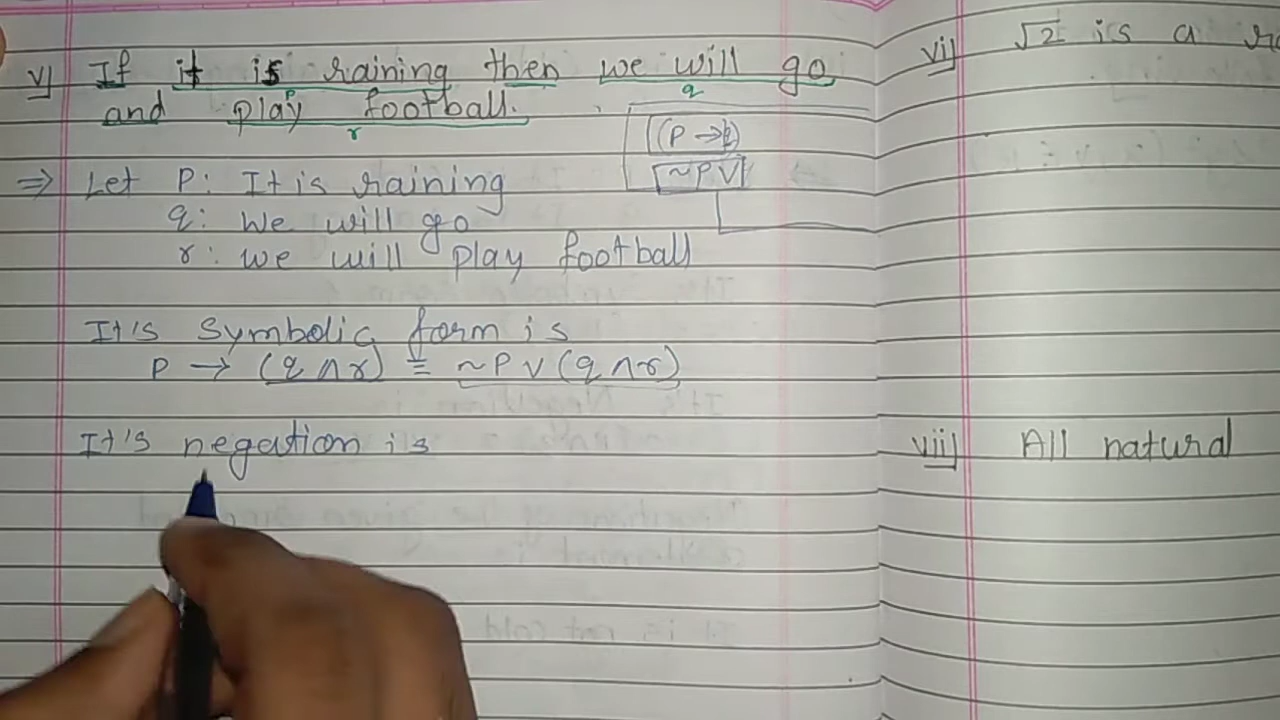 v) If it is raining then we will go
p q
and play football.
r
(P → q)
~P V
⇒ Let P: It is raining
q: We will go
r: we will play football
It's Symbolic form is
P → (q ∧ r) ≡ ~P V (q ∧ r)
It's negation is
vi) √2 is a
vii) All natural